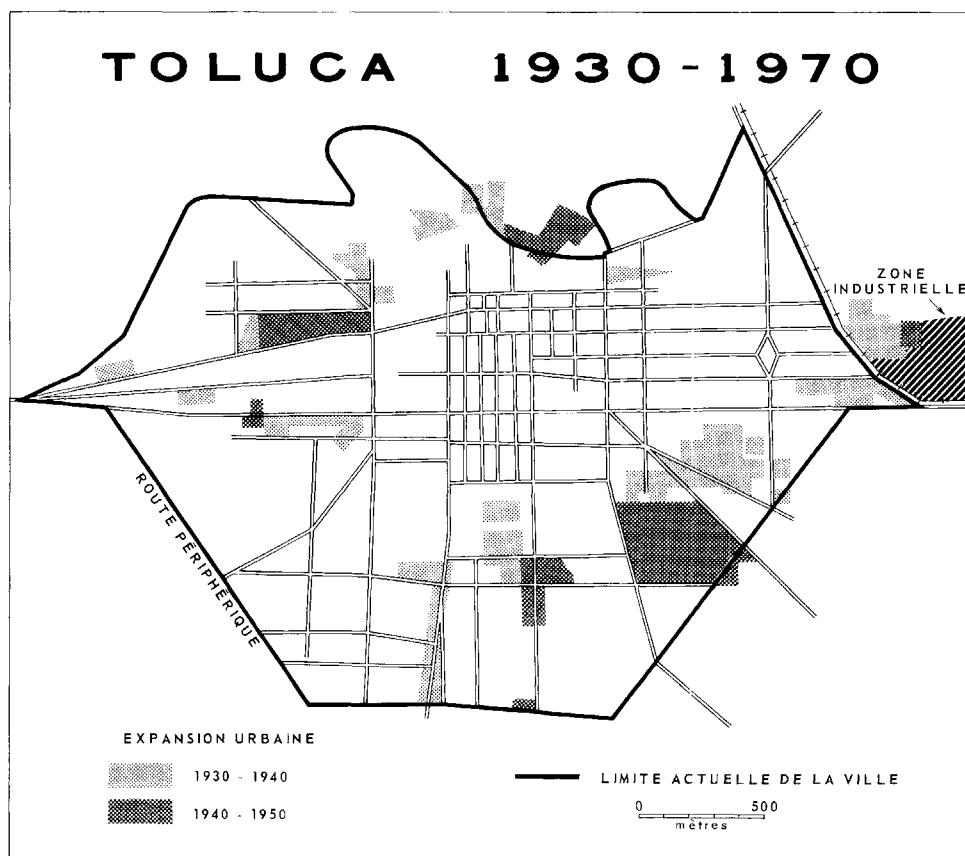 TOLUCA 1930-1970
ZONE
INDUSTRIELLE
ROUTE PÉRIPHÉRIQUE
EXPANSION URBAINE
1930 - 1940
1940 - 1950
LIMITE ACTUELLE DE LA VILLE
0 500
mètres